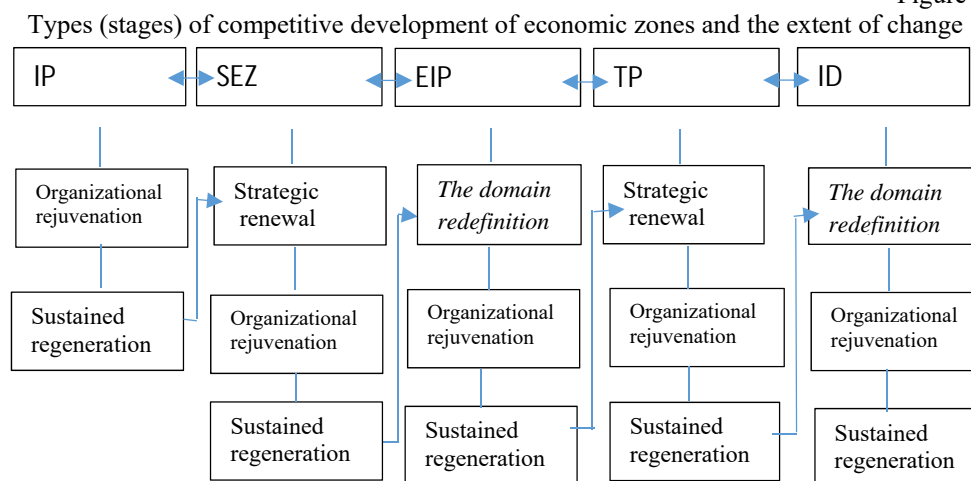 Figure
Types (stages) of competitive development of economic zones and the extent of change
IP
SEZ
EIP
TP
ID
Organizational
rejuvenation
Sustained
regeneration
Strategic
renewal
Organizational
rejuvenation
Sustained
regeneration
The domain
redefinition
Organizational
rejuvenation
Sustained
regeneration
Strategic
renewal
Organizational
rejuvenation
Sustained
regeneration
The domain
redefinition
Organizational
rejuvenation
Sustained
regeneration